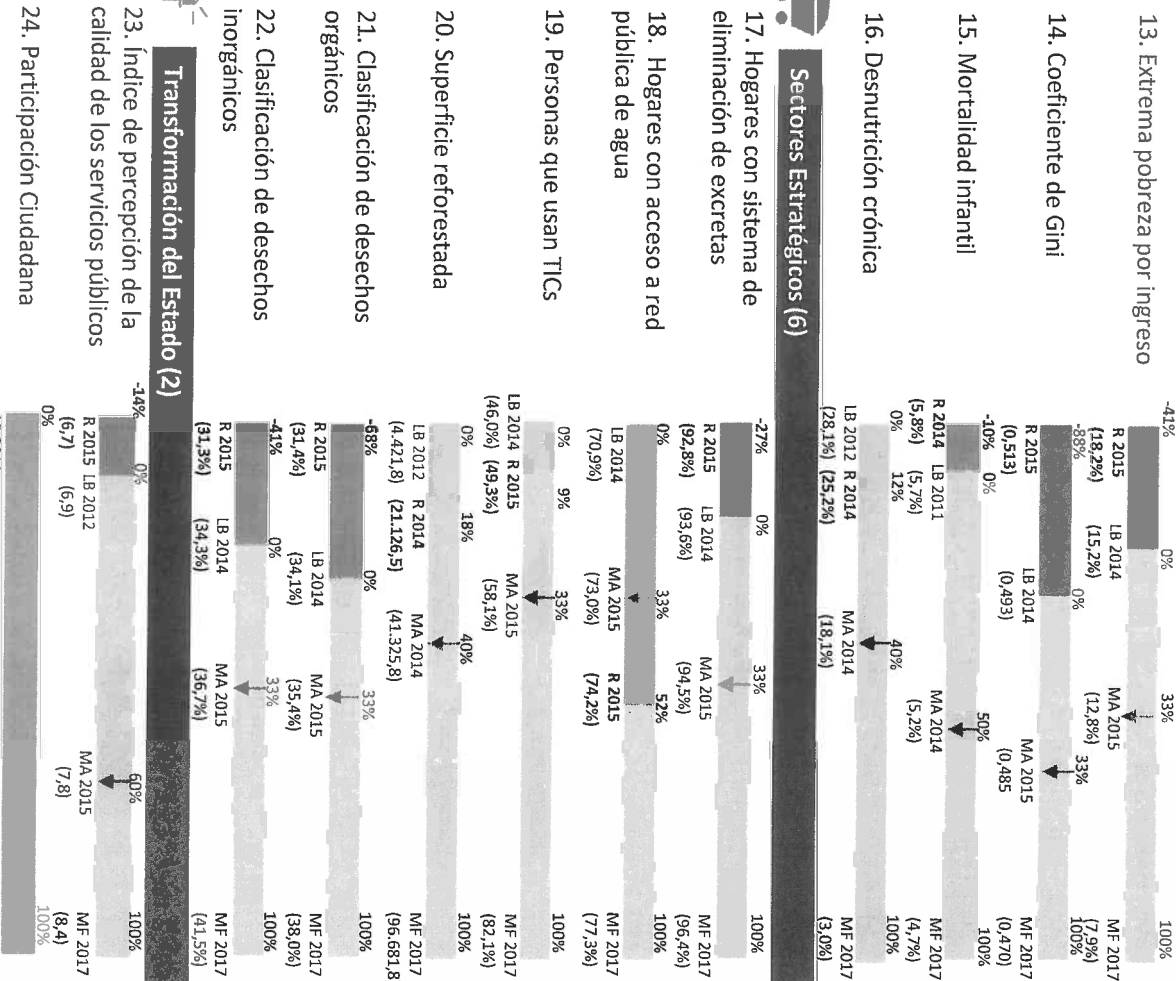 13. Extrema pobreza por ingreso
-41% 0% 33% 100%
R 2015 LB 2014 MA 2015 MF 2017
(18,2%) (15,2%) (12,8%) (7,9%)
14. Coeficiente de Gini
-88% 0% 33% 100%
R 2015 LB 2014 MA 2015 MF 2017
(0,513) (0,493) (0,485 (0,470)
15. Mortalidad infantil
-10% 0% 50% 100%
R 2014 LB 2011 MA 2014 MF 2017
(5,8%) (5,7%) (5,2%) (4,7%)
16. Desnutrición crónica
0% 12% 40% 100%
LB 2012 R 2014 MA 2014 MF 2017
(28,1%) (25,2%) (18,1%) (3,0%)
Sectores Estratégicos (6)
17. Hogares con sistema de
eliminación de excretas
-27% 0% 33% 100%
R 2015 LB 2014 MA 2015 MF 2017
(92,8%) (93,6%) (94,5%) (96,4%)
18. Hogares con acceso a red
pública de agua
0% 33% 52% 100%
LB 2014 MA 2015 R 2015 MF 2017
(70,9%) (73,0%) (74,2%) (77,3%)
19. Personas que usan TICs
0% 9% 33% 100%
LB 2014 R 2015 MA 2015 MF 2017
(46,0%) (49,3%) (58,1%) (82,1%)
20. Superficie reforestada
0% 18% 40% 100%
LB 2012 R 2014 MA 2014 MF 2017
(4.421,8) (21.126,5) (41.325,8) (96.681,8
21. Clasificación de desechos
orgánicos
-68% 0% 33% 100%
R 2015 LB 2014 MA 2015 MF 2017
(31,4%) (34,1%) (35,4%) (38,0%)
22. Clasificación de desechos
inorgánicos
-41% 0% 33% 100%
R 2015 LB 2014 MA 2015 MF 2017
(31,3%) (34,3%) (36,7%) (41,5%)
Transformación del Estado (2)
23. Índice de percepción de la
calidad de los servicios públicos
-14% 0% 60% 100%
R 2015 LB 2012 MA 2015 MF 2017
(6,7) (6,9) (7,8) (8,4)
24. Participación Ciudadana
0% 100%